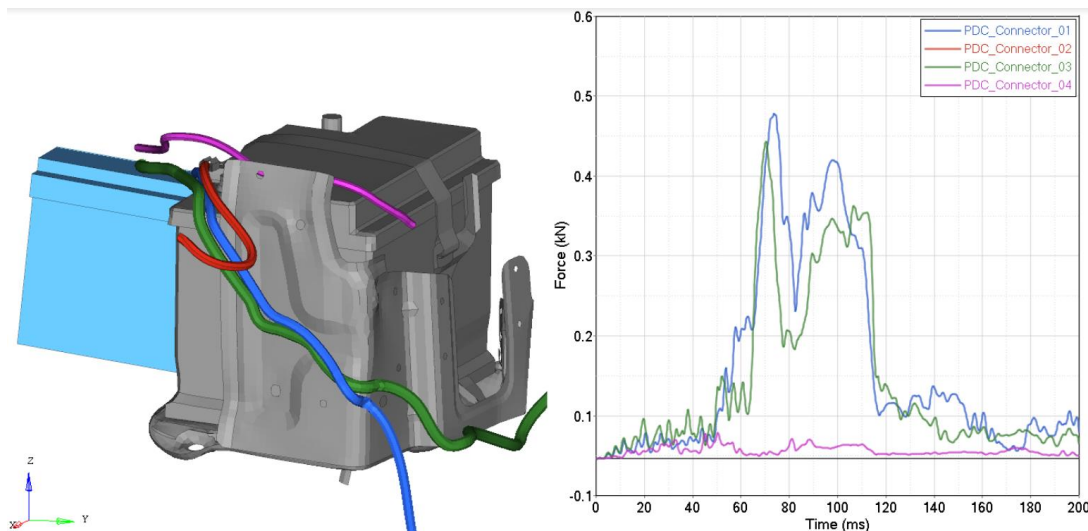 PDC_Connector_01
PDC_Connector_02
PDC_Connector_03
PDC_Connector_04
0.6
0.5
0.4
0.3
0.2
0.1
-0.1
Force (kN)
0 20 40 60 80 100 120 140 160 180 200
Time (ms)
Z
X
Y